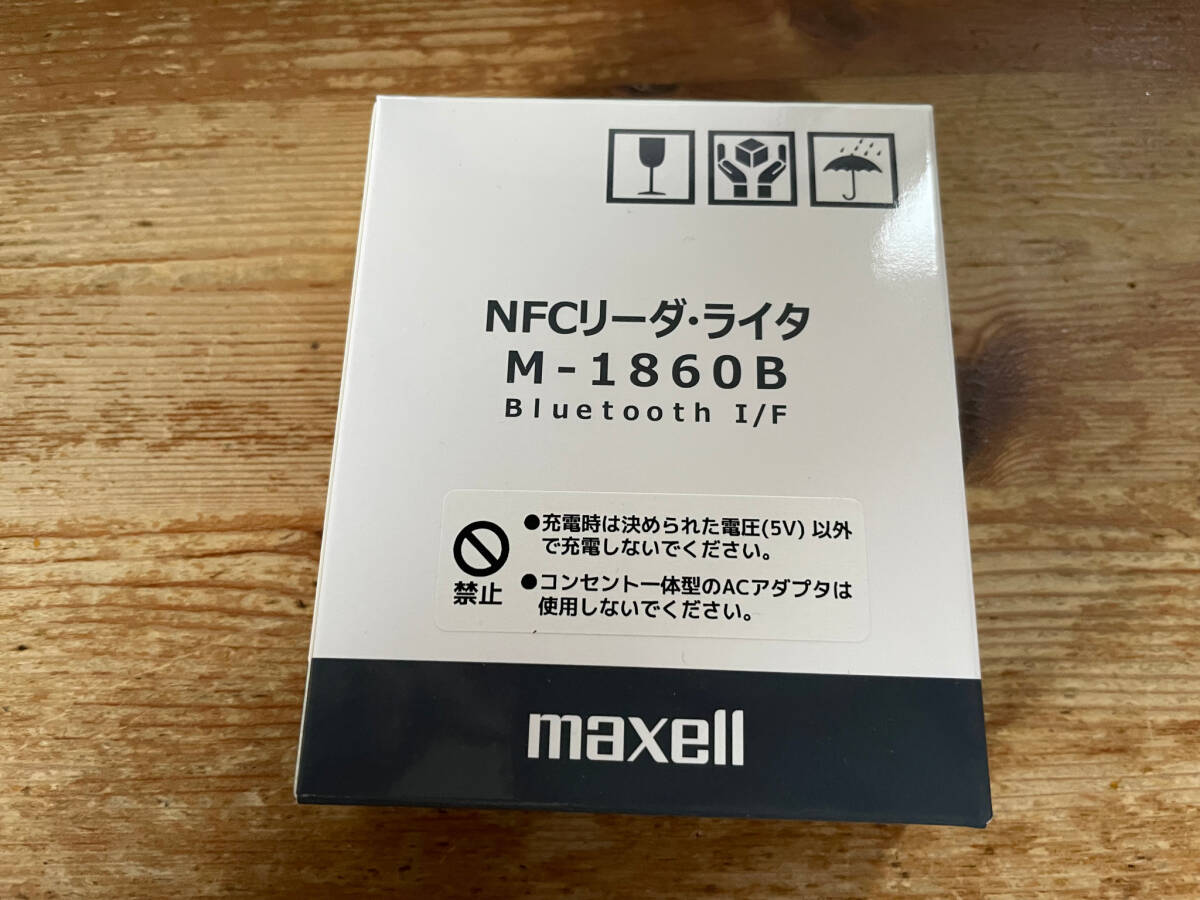 NFCリーダ・ライタ
M-1860B
Bluetooth I/F
●充電時は決められた電圧(5V) 以外
で充電しないでください。
●コンセント一体型のACアダプタは
使用しないでください。
禁止
maxell